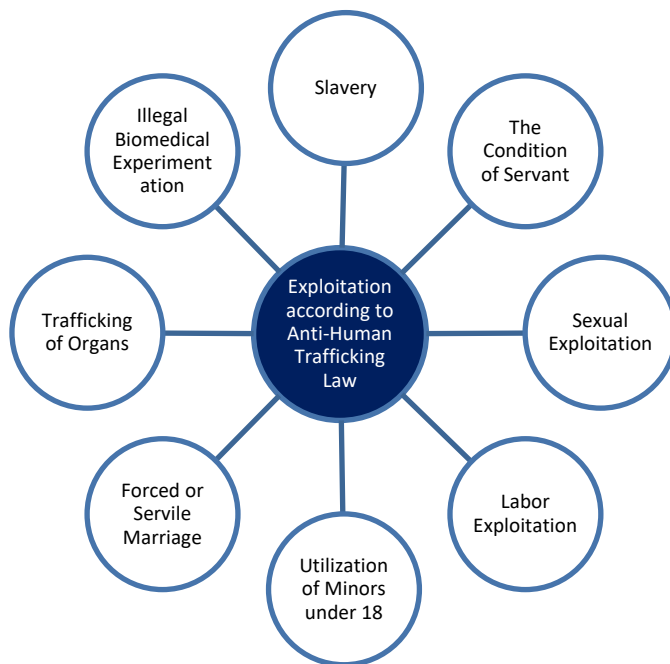 Slavery
The
Condition
of Servant
Sexual
Exploitation
Labor
Exploitation
Utilization
of Minors
under 18
Forced or
Servile
Marriage
Trafficking
of Organs
Illegal
Biomedical
Experiment
ation
Exploitation
according to
Anti-Human
Trafficking
Law